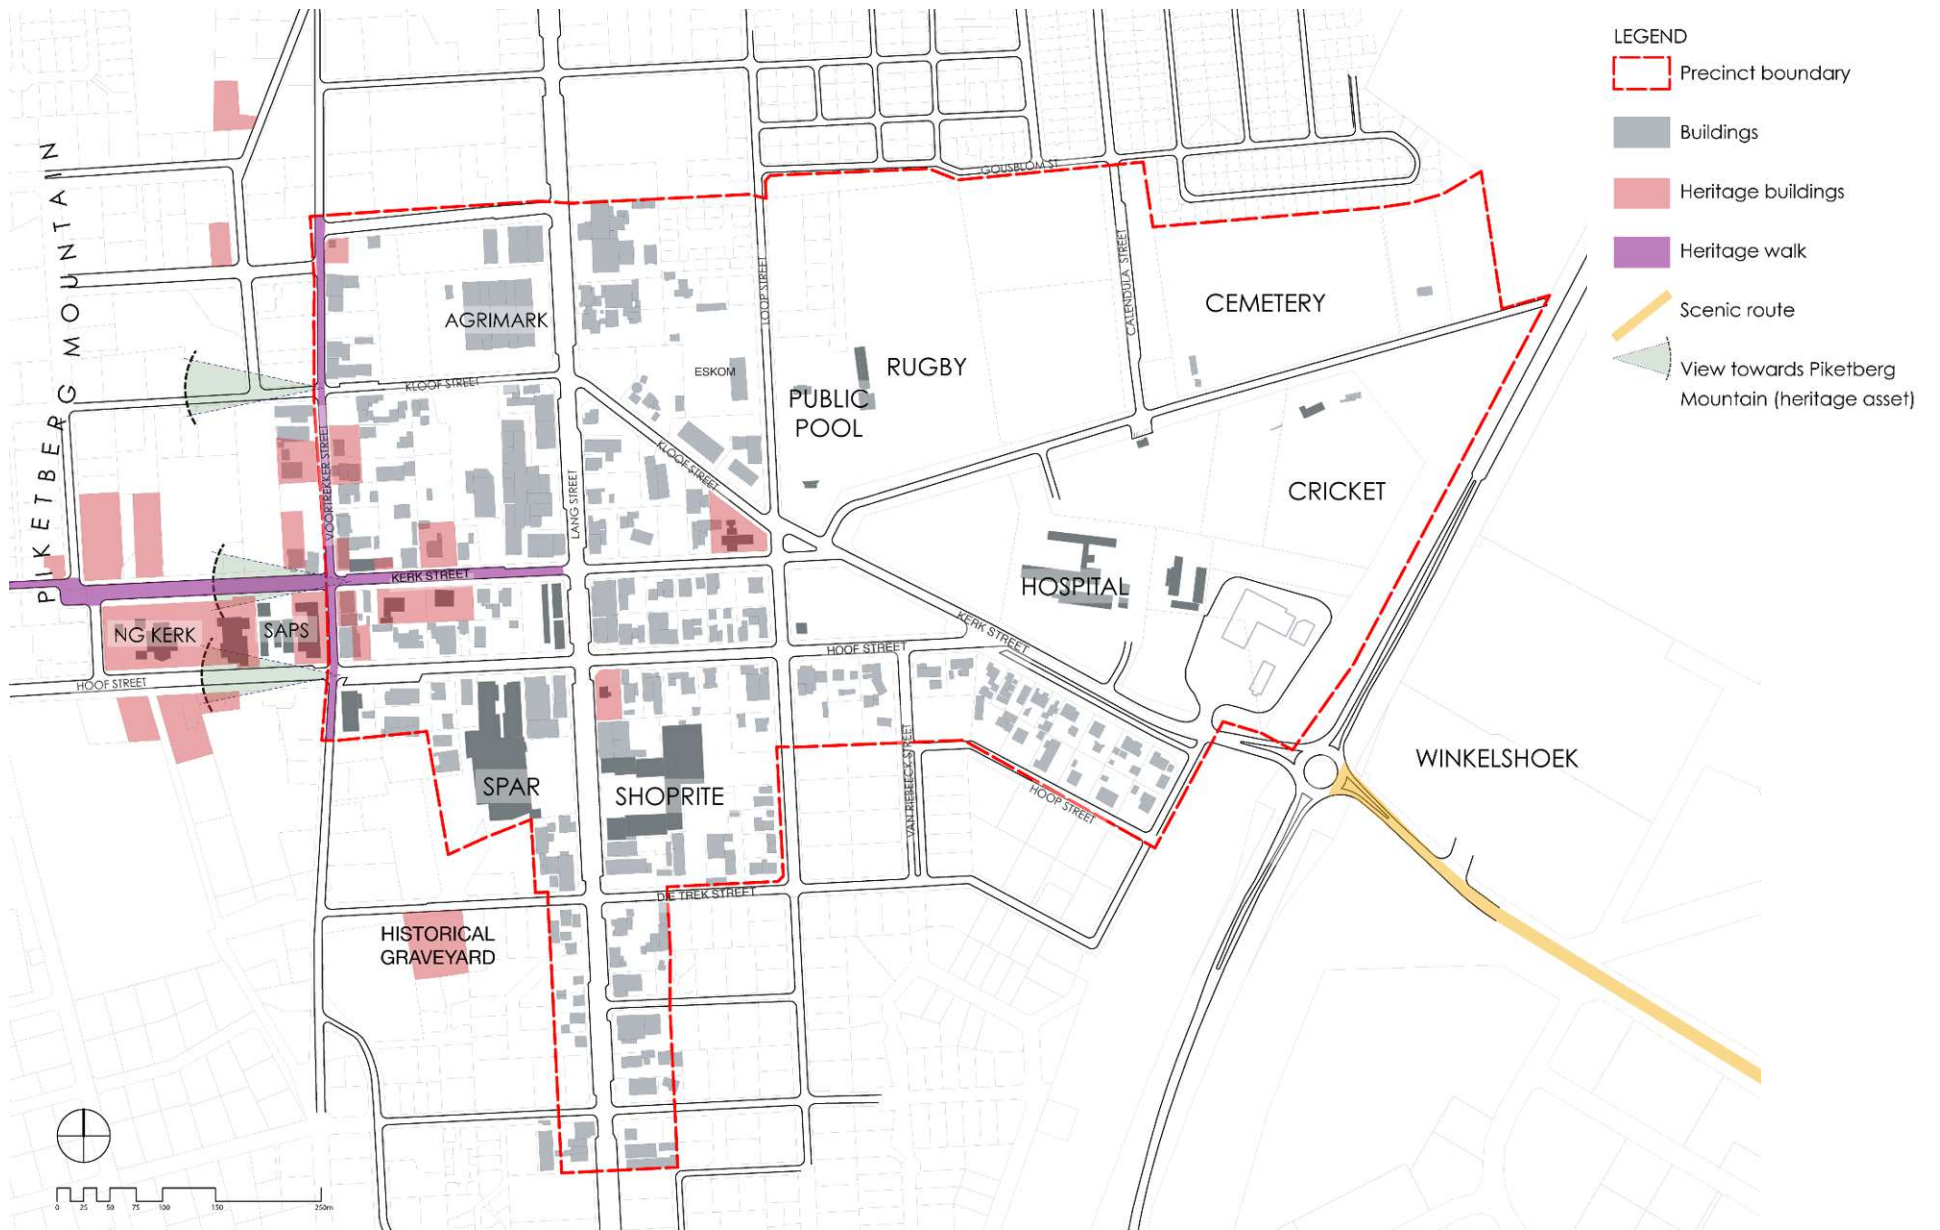 LEGEND
Precinct boundary
Buildings
Heritage buildings
Heritage walk
Scenic route
View towards Piketberg
Mountain (heritage asset)
PIKETBERG MOUNTAIN
GOUSBLOM ST
LOOP STREET
CALENDULA STREET
CEMETERY
AGRIMARK
RUGBY
ESKOM
KLOOF STREET
PUBLIC
POOL
KLOOF STREET
VOORTREKKER STREET
LANG STREET
CRICKET
KERK STREET
HOSPITAL
NG KERK
SAPS
KERK STREET
HOOF STREET
HOOF STREET
VAN RIEBEECK STREET
WINKELSHOEK
SPAR
SHOPRITE
HOOP STREET
DIE TREK STREET
HISTORICAL
GRAVEYARD
0 25 50 75 100 150 250m